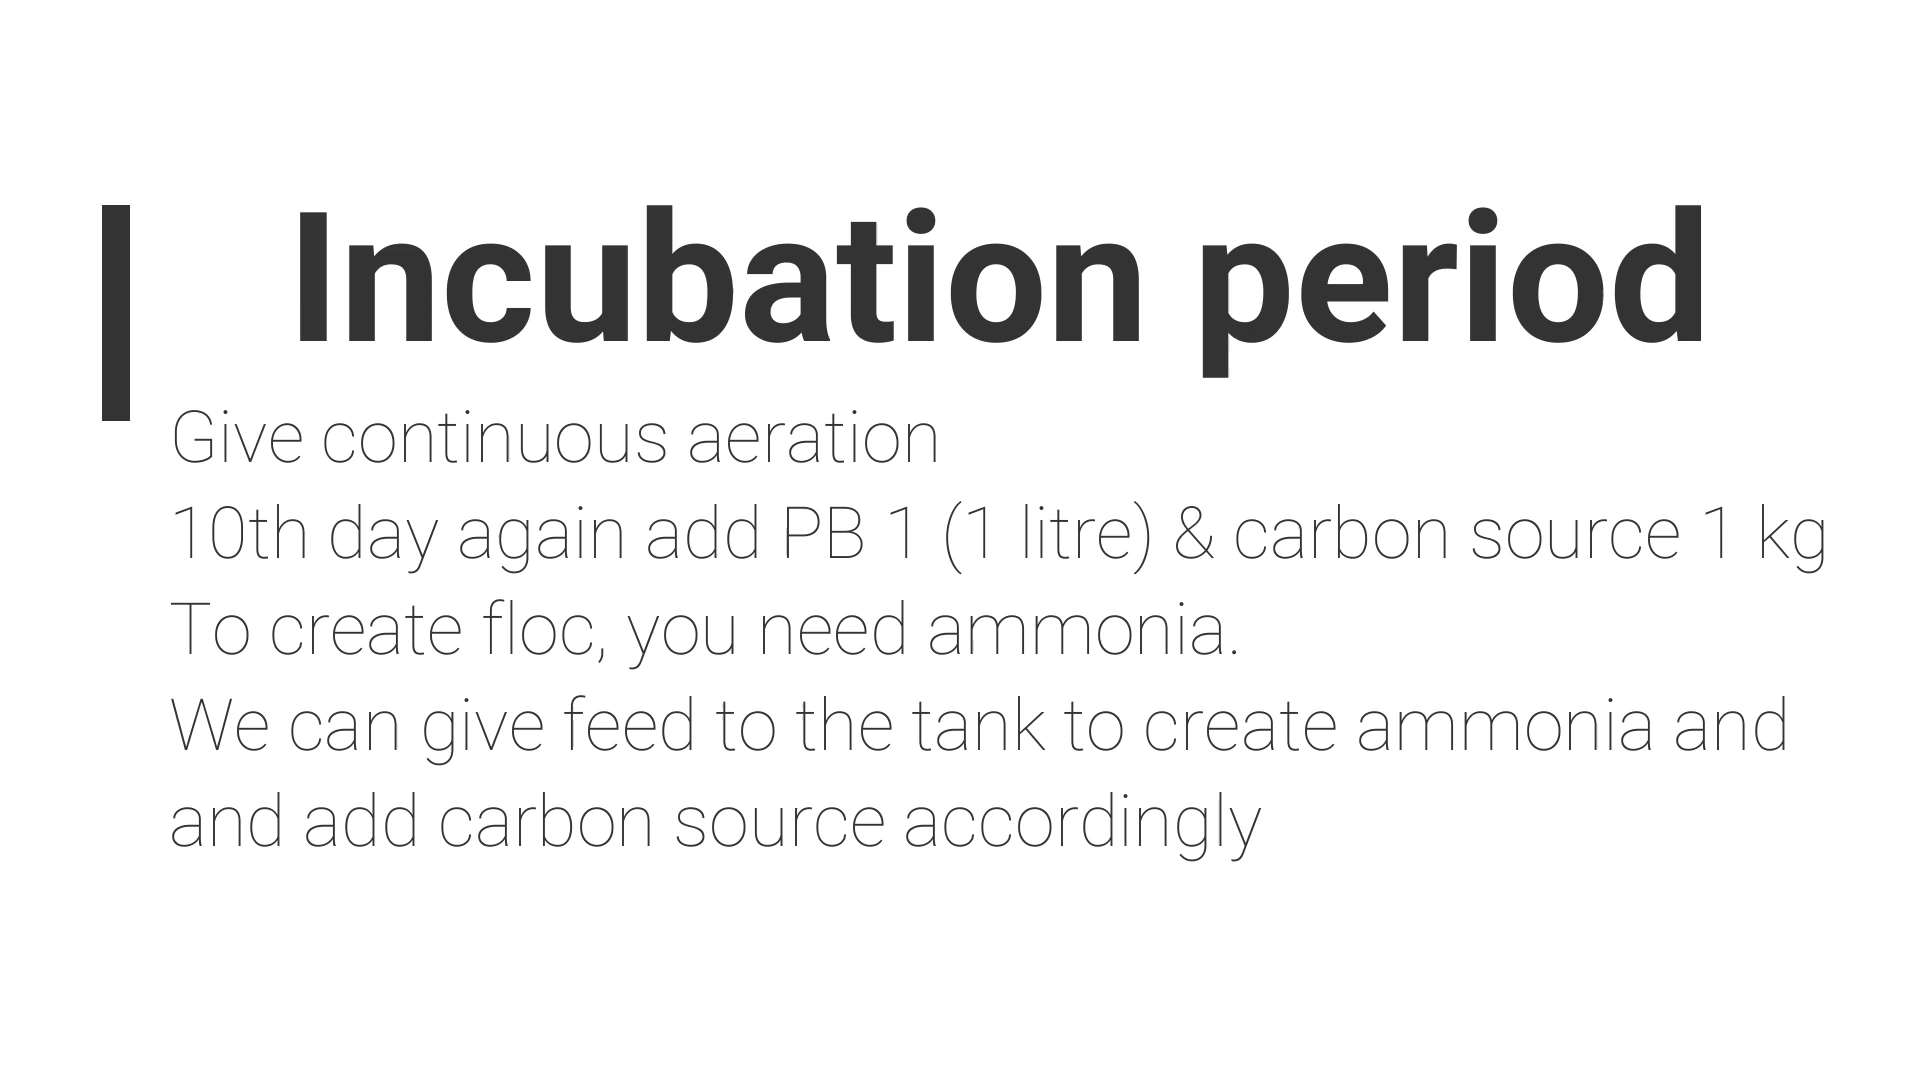 Incubation period
Give continuous aeration
10th day again add PB 1 (1 litre) & carbon source 1 kg
To create floc, you need ammonia.
We can give feed to the tank to create ammonia and
and add carbon source accordingly